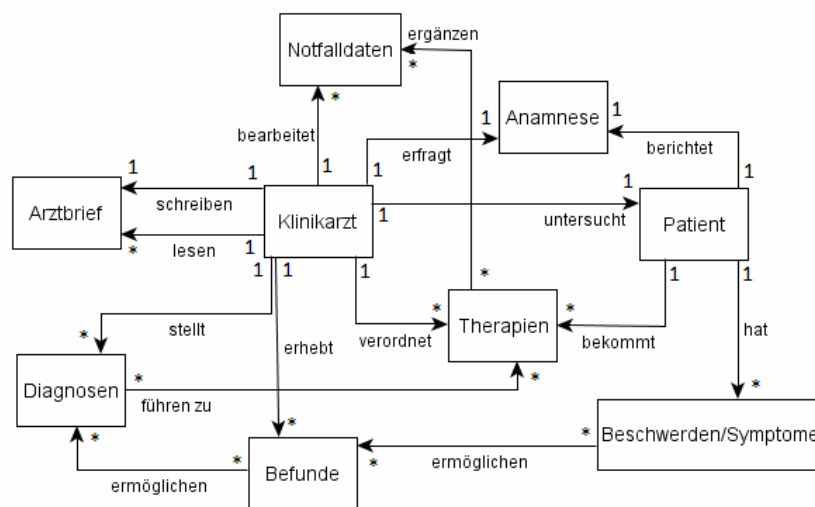 ergänzen
Notfalldaten
*
*
1
Anamnese
1
bearbeitet
erfragt
berichtet
1
1
1
1
1
Arztbrief
schreiben
Klinikarzt
1
1
untersucht
Patient
*
lesen
1
1
1
1
1
1
*
*
*
*
stellt
erhebt
verordnet
Therapien
bekommt
hat
Diagnosen
*
führen zu
*
*
*
*
*
Beschwerden/Symptome
*
ermöglichen
Befunde
*
ermöglichen